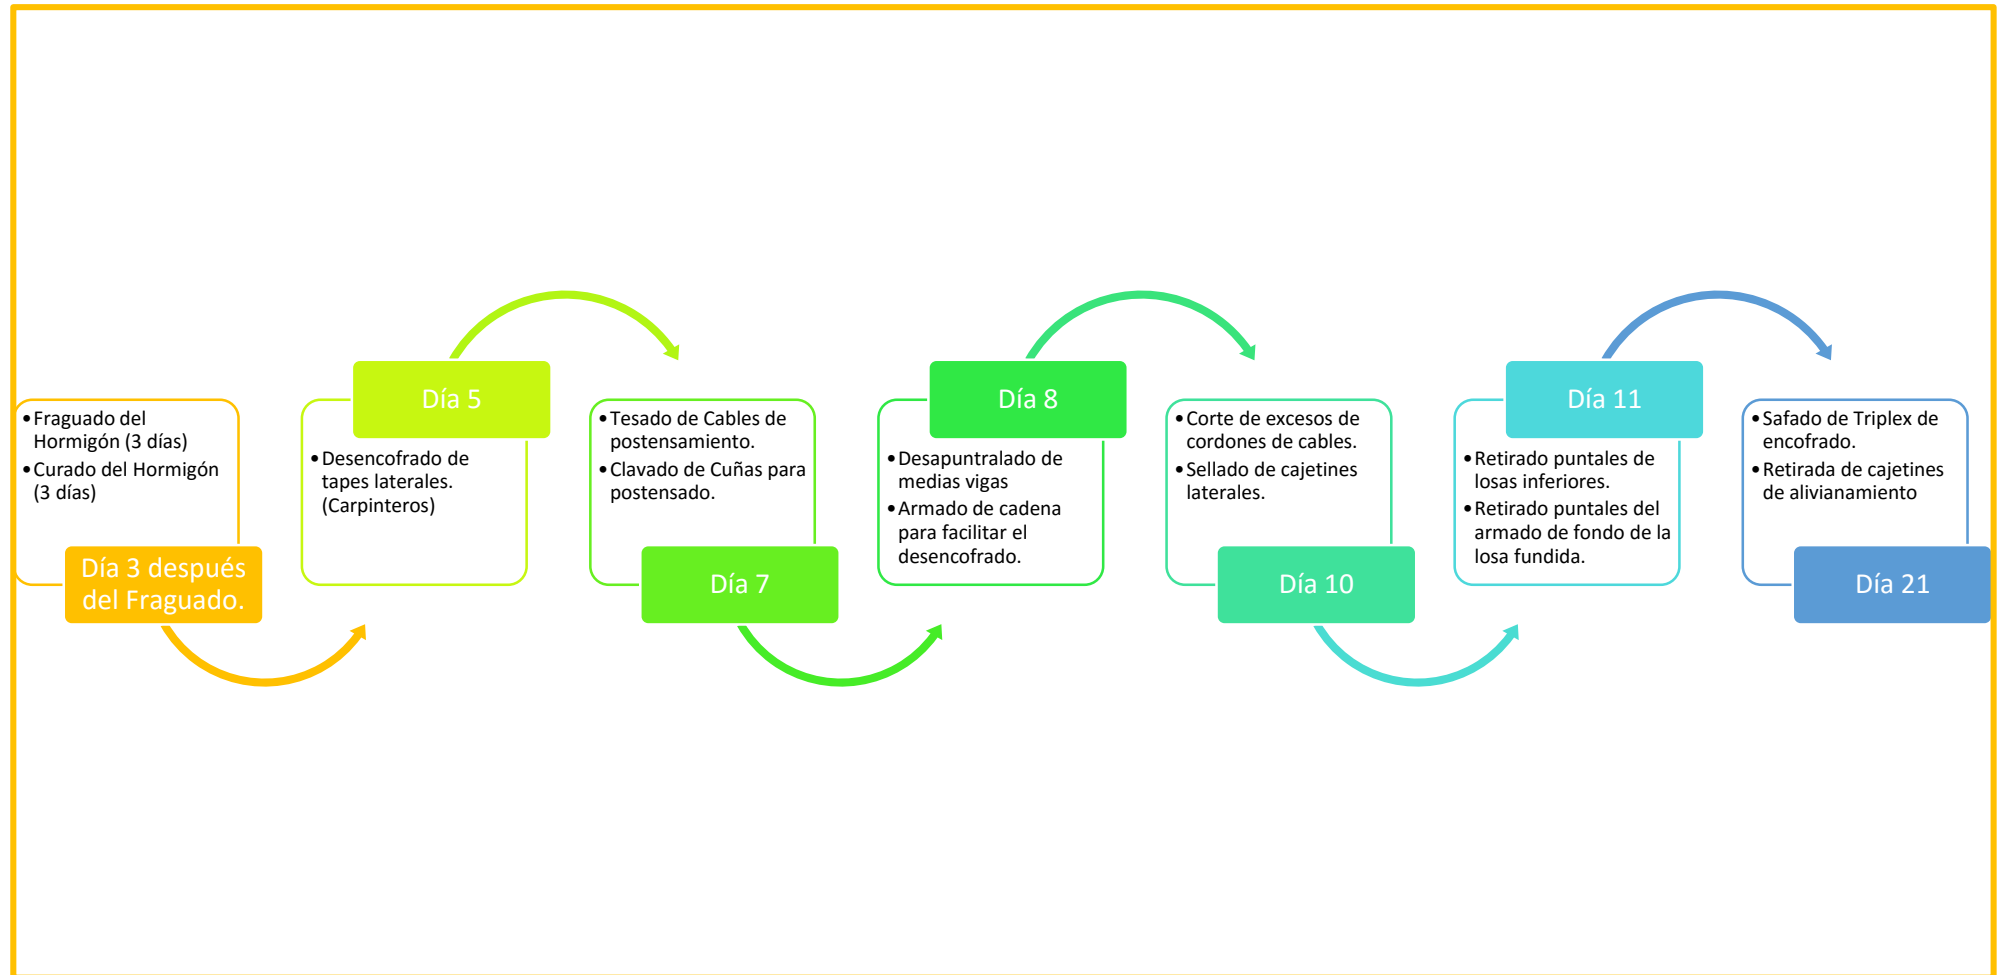 •Fraguado del
Hormigón (3 días)
•Curado del Hormigón
(3 días)
Día 3 después
del Fraguado.
Día 5
•Desencofrado de
tapes laterales.
(Carpinteros)
•Tesado de Cables de
postensamiento.
•Clavado de Cuñas para
postensado.
Día 7
Día 8
•Desapuntralado de
medias vigas
•Armado de cadena
para facilitar el
desencofrado.
•Corte de excesos de
cordones de cables.
•Sellado de cajetines
laterales.
Día 10
Día 11
•Retirado puntales de
losas inferiores.
•Retirado puntales del
armado de fondo de la
losa fundida.
•Safado de Triplex de
encofrado.
•Retirada de cajetines
de alivianamiento
Día 21